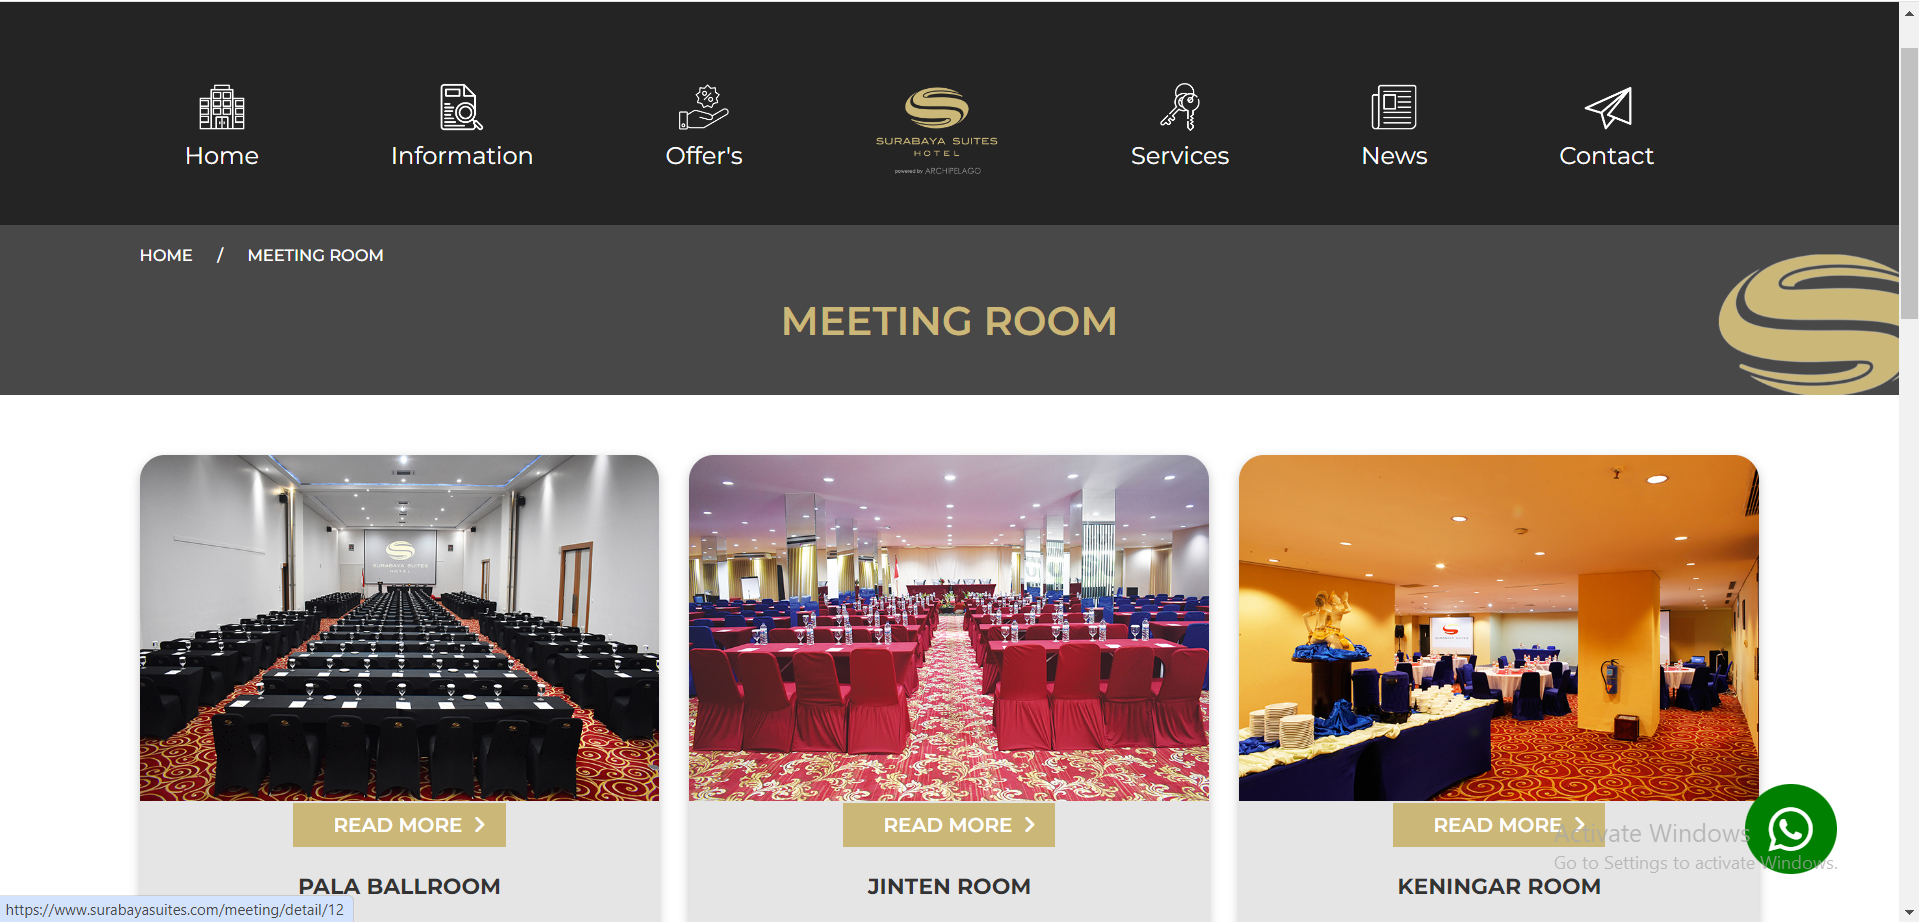 Home
Information
Offer's
SURABAYA SUITES
HOTEL
powered by ARCHIPELAGO
Services
News
Contact
HOME / MEETING ROOM
MEETING ROOM
SURABAYA SUITES
HOTEL
SURABAYA SUITES
READ MORE
READ MORE
READ MORE
PALA BALLROOM
JINTEN ROOM
KENINGAR ROOM
Activate Windows
Go to Settings to activate Windows.
https://www.surabayasuites.com/meeting/detail/12